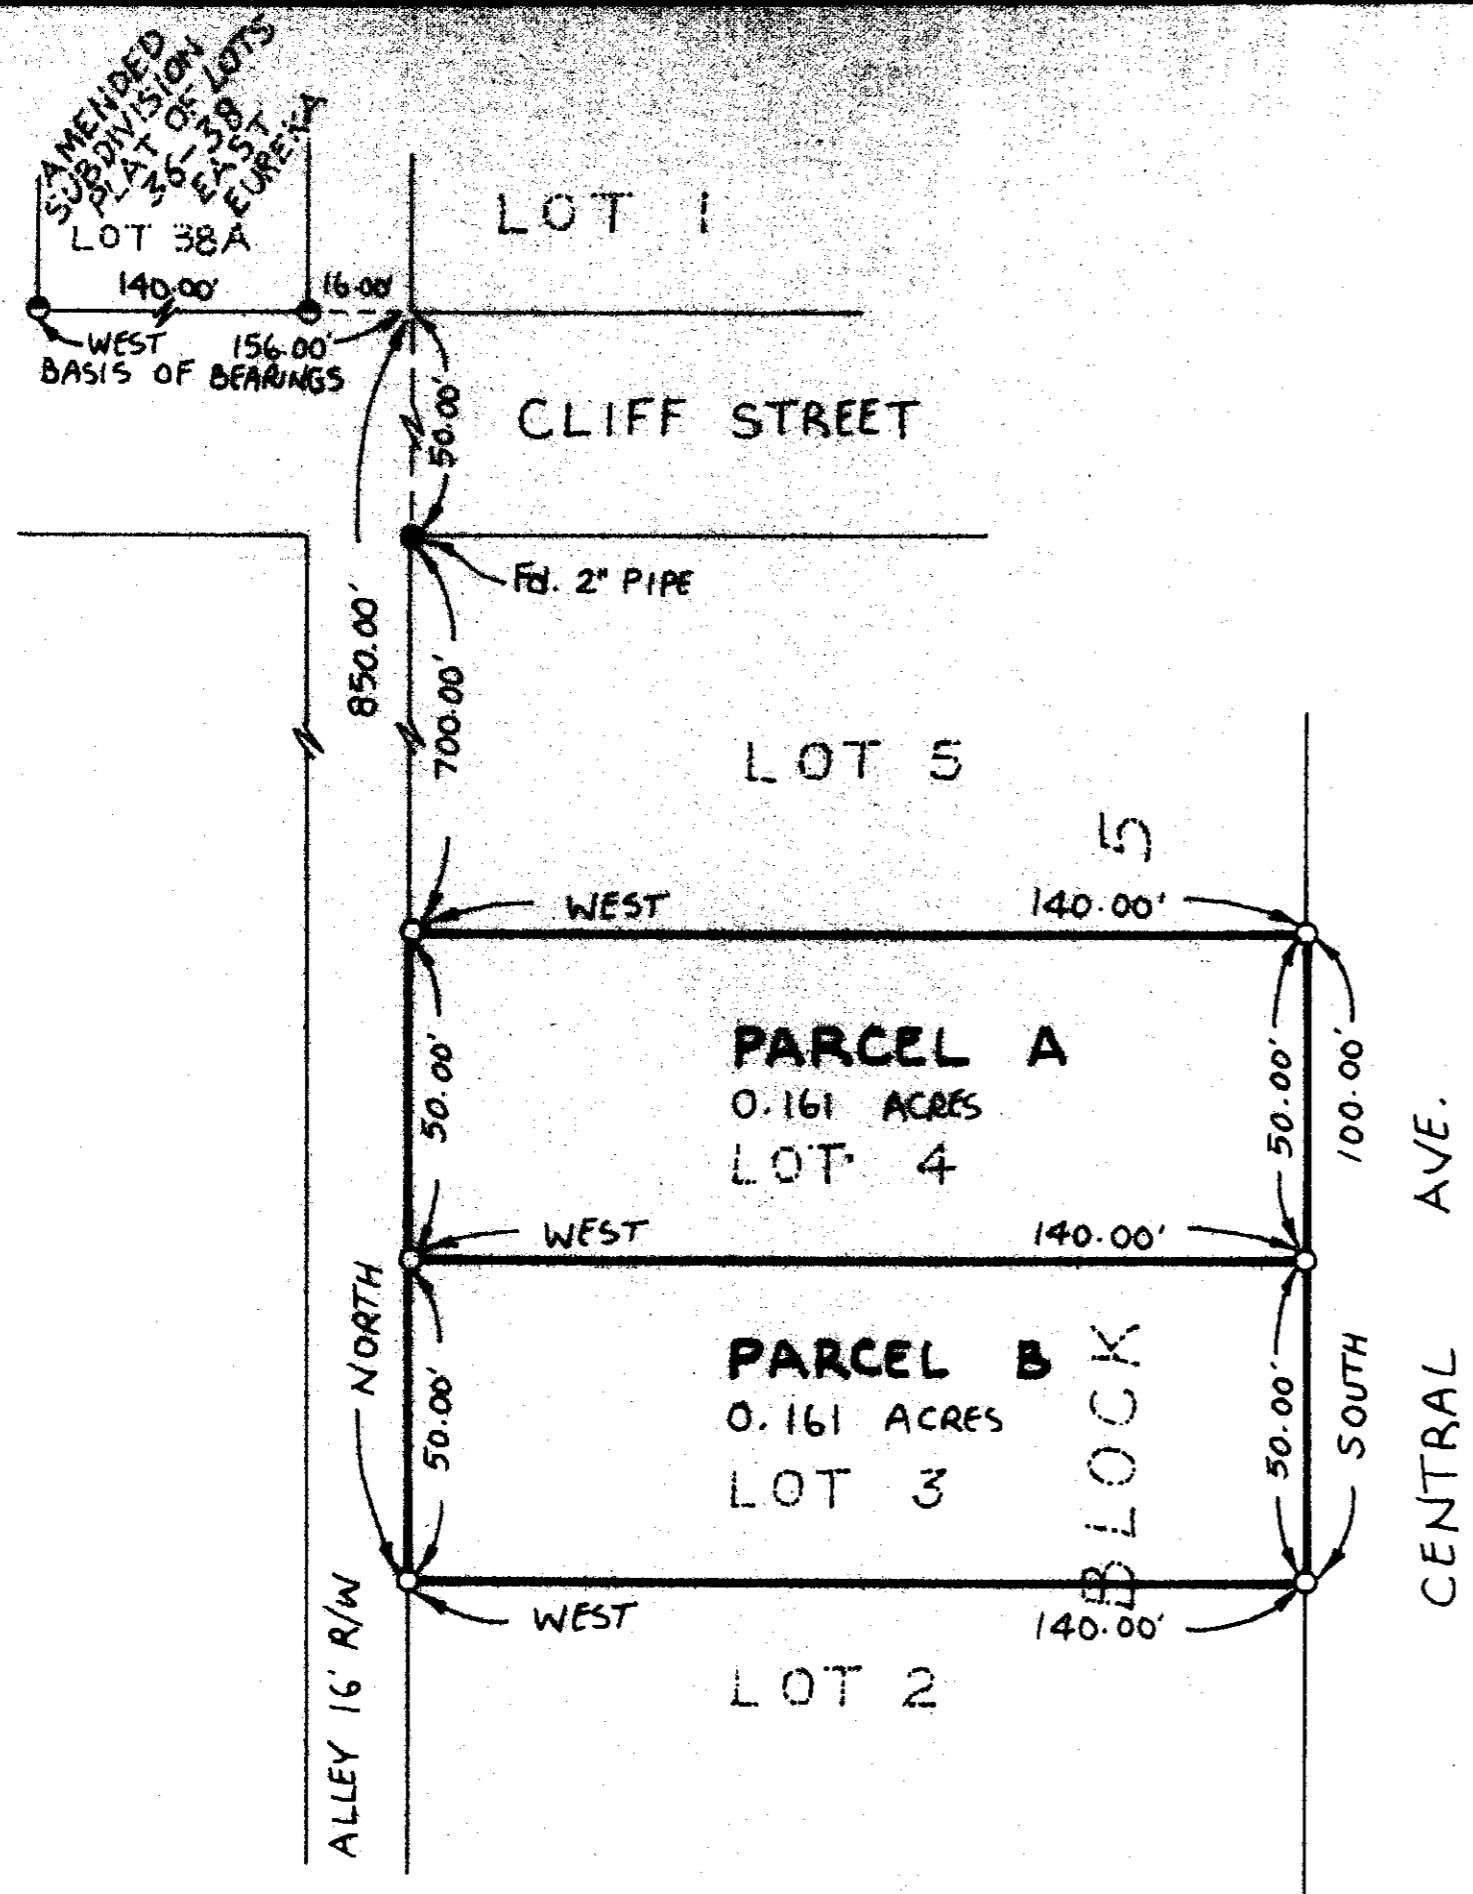 AMENDED
SUBDIVISION
PLAT OF LOTS
36-38
EAST
EUREKA
LOT 38A
LOT 1
140.00'
16.00'
WEST
156.00'
BASIS OF BEARINGS
50.00'
CLIFF STREET
Fd. 2" PIPE
850.00'
700.00'
LOT 5
BLOCK 5
WEST
140.00'
PARCEL A
0.161 ACRES
LOT 4
50.00'
50.00'
100.00'
WEST
140.00'
NORTH
PARCEL B
0.161 ACRES
LOT 3
50.00'
50.00'
SOUTH
CENTRAL AVE.
WEST
140.00'
LOT 2
ALLEY 16' R/W